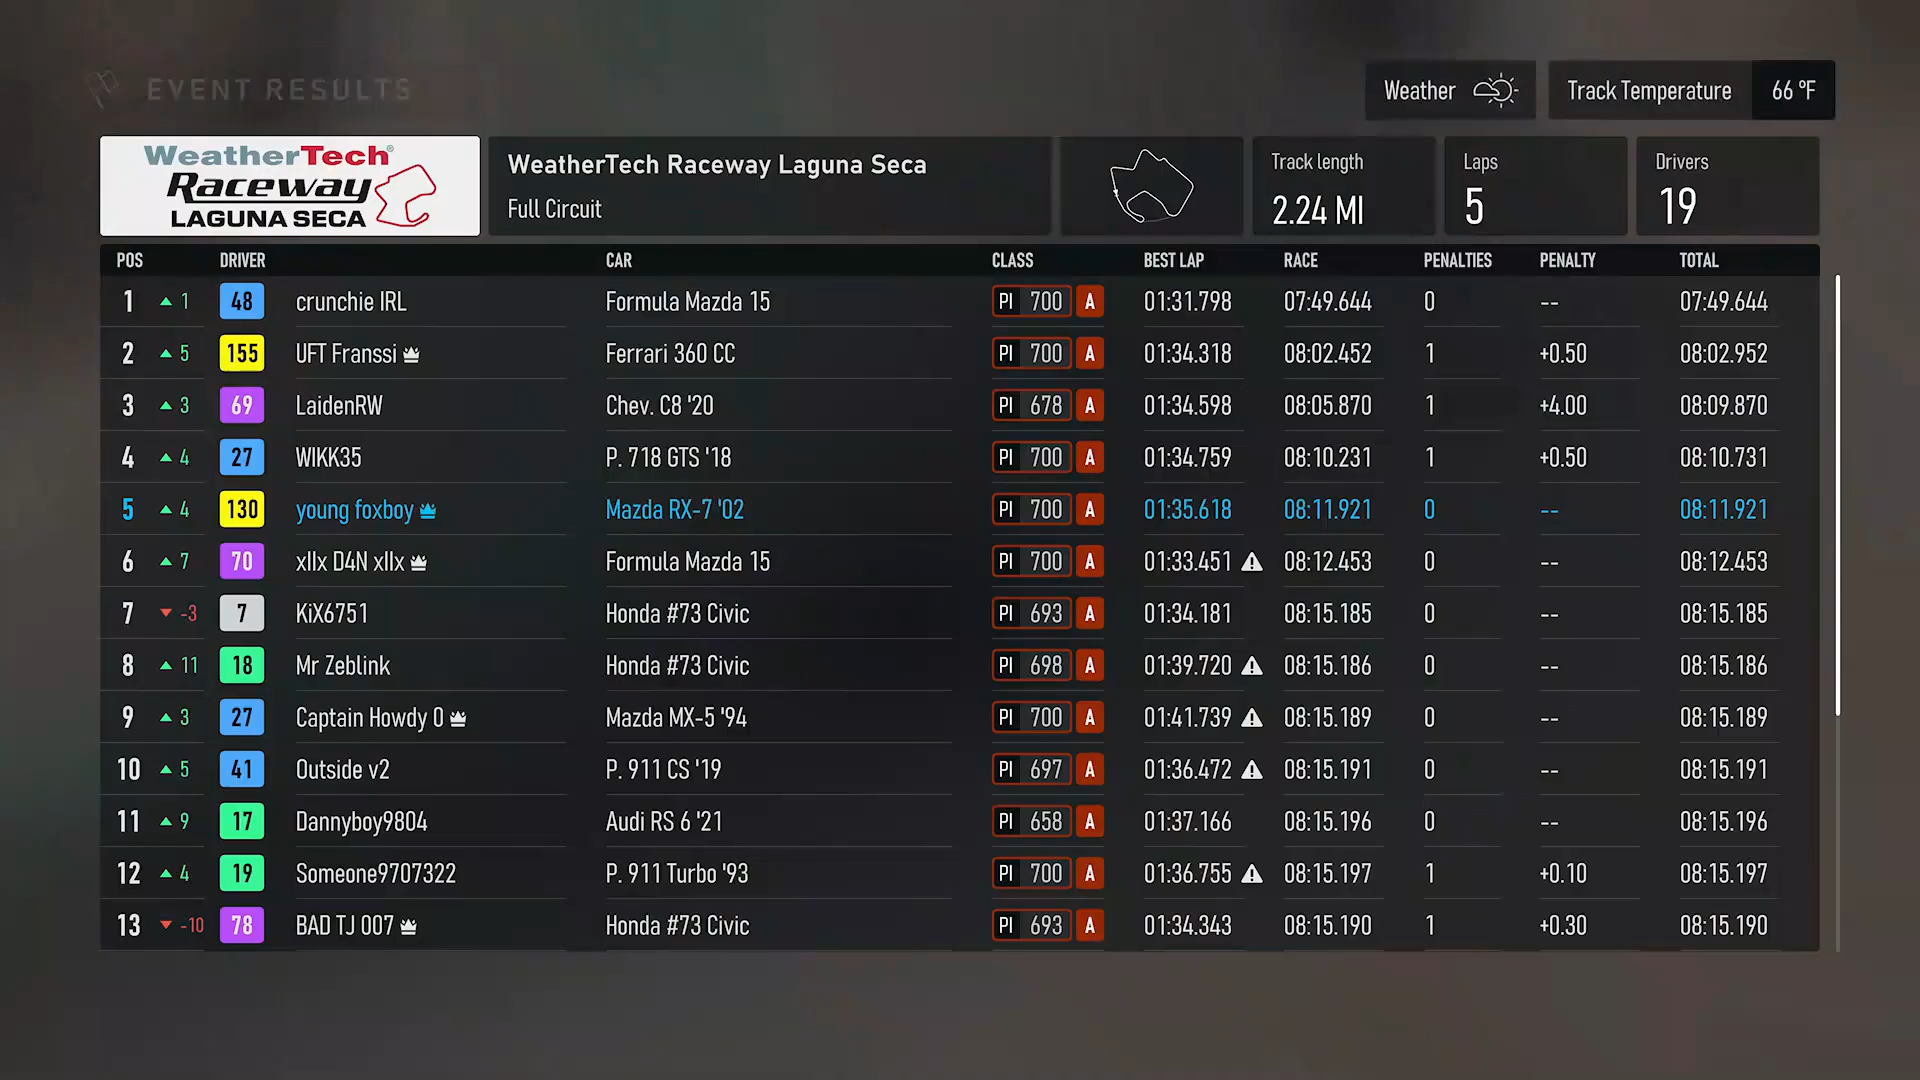 EVENT RESULTS
Weather
Track Temperature 66 °F
WeatherTech®
Raceway
LAGUNA SECA
WeatherTech Raceway Laguna Seca
Full Circuit
Track length
2.24 MI
Laps
5
Drivers
19
POS DRIVER CAR CLASS BEST LAP RACE PENALTIES PENALTY TOTAL
1 1 48 crunchie IRL Formula Mazda 15 PI 700 A 01:31.798 07:49.644 0 -- 07:49.644
2 5 155 UFT Franssi Ferrari 360 CC PI 700 A 01:34.318 08:02.452 1 +0.50 08:02.952
3 3 69 LaidenRW Chev. C8 '20 PI 678 A 01:34.598 08:05.870 1 +4.00 08:09.870
4 4 27 WIKK35 P. 718 GTS '18 PI 700 A 01:34.759 08:10.231 1 +0.50 08:10.731
5 4 130 young foxboy Mazda RX-7 '02 PI 700 A 01:35.618 08:11.921 0 -- 08:11.921
6 7 70 xIIx D4N xIIx Formula Mazda 15 PI 700 A 01:33.451 08:12.453 0 -- 08:12.453
7 -3 7 KiX6751 Honda #73 Civic PI 693 A 01:34.181 08:15.185 0 -- 08:15.185
8 11 18 Mr Zeblink Honda #73 Civic PI 698 A 01:39.720 08:15.186 0 -- 08:15.186
9 3 27 Captain Howdy 0 Mazda MX-5 '94 PI 700 A 01:41.739 08:15.189 0 -- 08:15.189
10 5 41 Outside v2 P. 911 CS '19 PI 697 A 01:36.472 08:15.191 0 -- 08:15.191
11 9 17 Dannyboy9804 Audi RS 6 '21 PI 658 A 01:37.166 08:15.196 0 -- 08:15.196
12 4 19 Someone9707322 P. 911 Turbo '93 PI 700 A 01:36.755 08:15.197 1 +0.10 08:15.197
13 -10 78 BAD TJ 007 Honda #73 Civic PI 693 A 01:34.343 08:15.190 1 +0.30 08:15.190